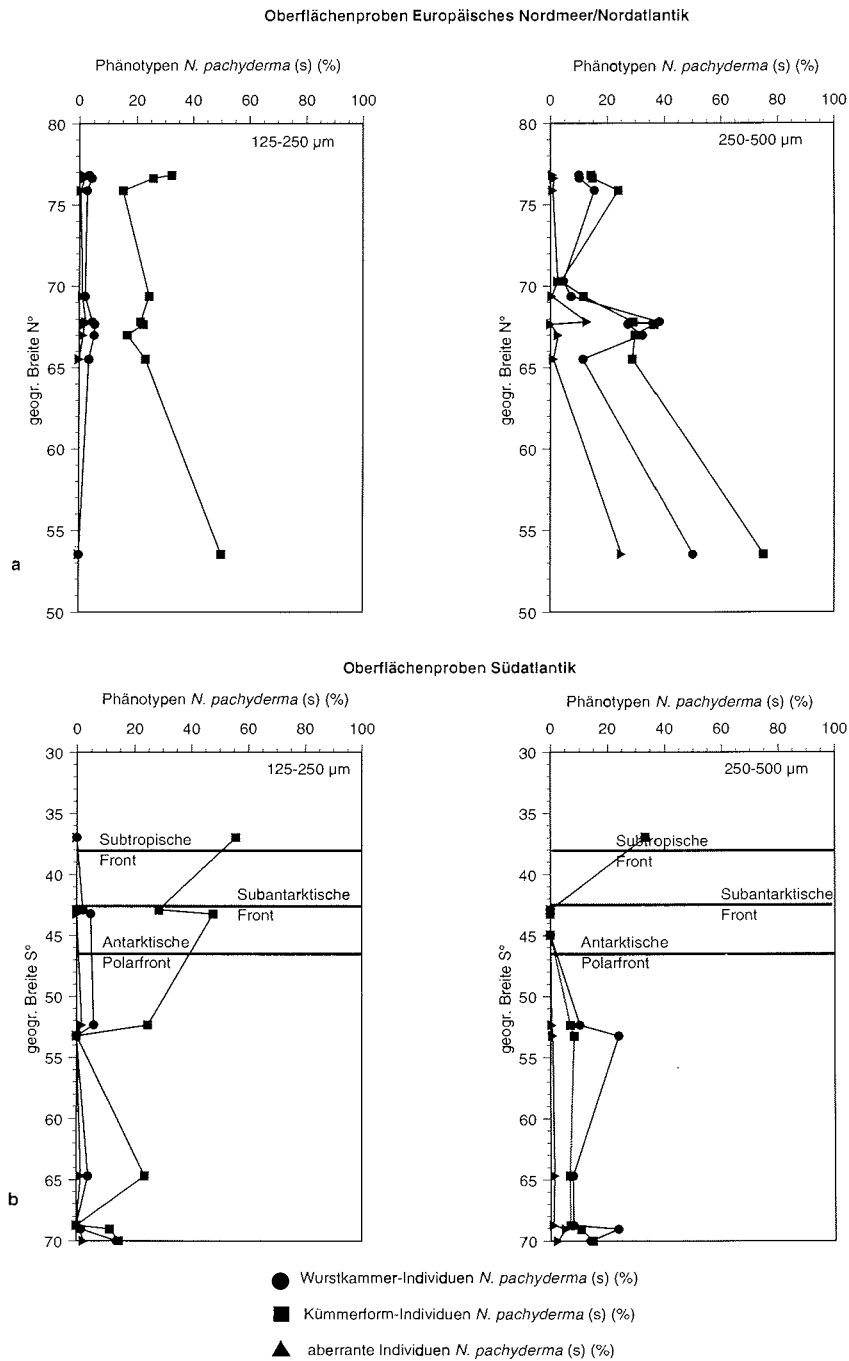 Oberflächenproben Europäisches Nordmeer/Nordatlantik
Phänotypen N. pachyderma (s) (%)
0 20 40 60 80 100
125-250 µm
80
75
70
65
60
55
50
geogr. Breite N°
a
Phänotypen N. pachyderma (s) (%)
0 20 40 60 80 100
250-500 µm
80
75
70
65
60
55
50
geogr. Breite N°
Oberflächenproben Südatlantik
Phänotypen N. pachyderma (s) (%)
0 20 40 60 80 100
125-250 µm
30
35
40
45
50
55
60
65
70
geogr. Breite S°
Subtropische
Front
Subantarktische
Front
Antarktische
Polarfront
b
Phänotypen N. pachyderma (s) (%)
0 20 40 60 80 100
250-500 µm
30
35
40
45
50
55
60
65
70
geogr. Breite S°
Subtropische
Front
Subantarktische
Front
Antarktische
Polarfront
Wurstkammer-Individuen N. pachyderma (s) (%)
Kümmerform-Individuen N. pachyderma (s) (%)
aberrante Individuen N. pachyderma (s) (%)